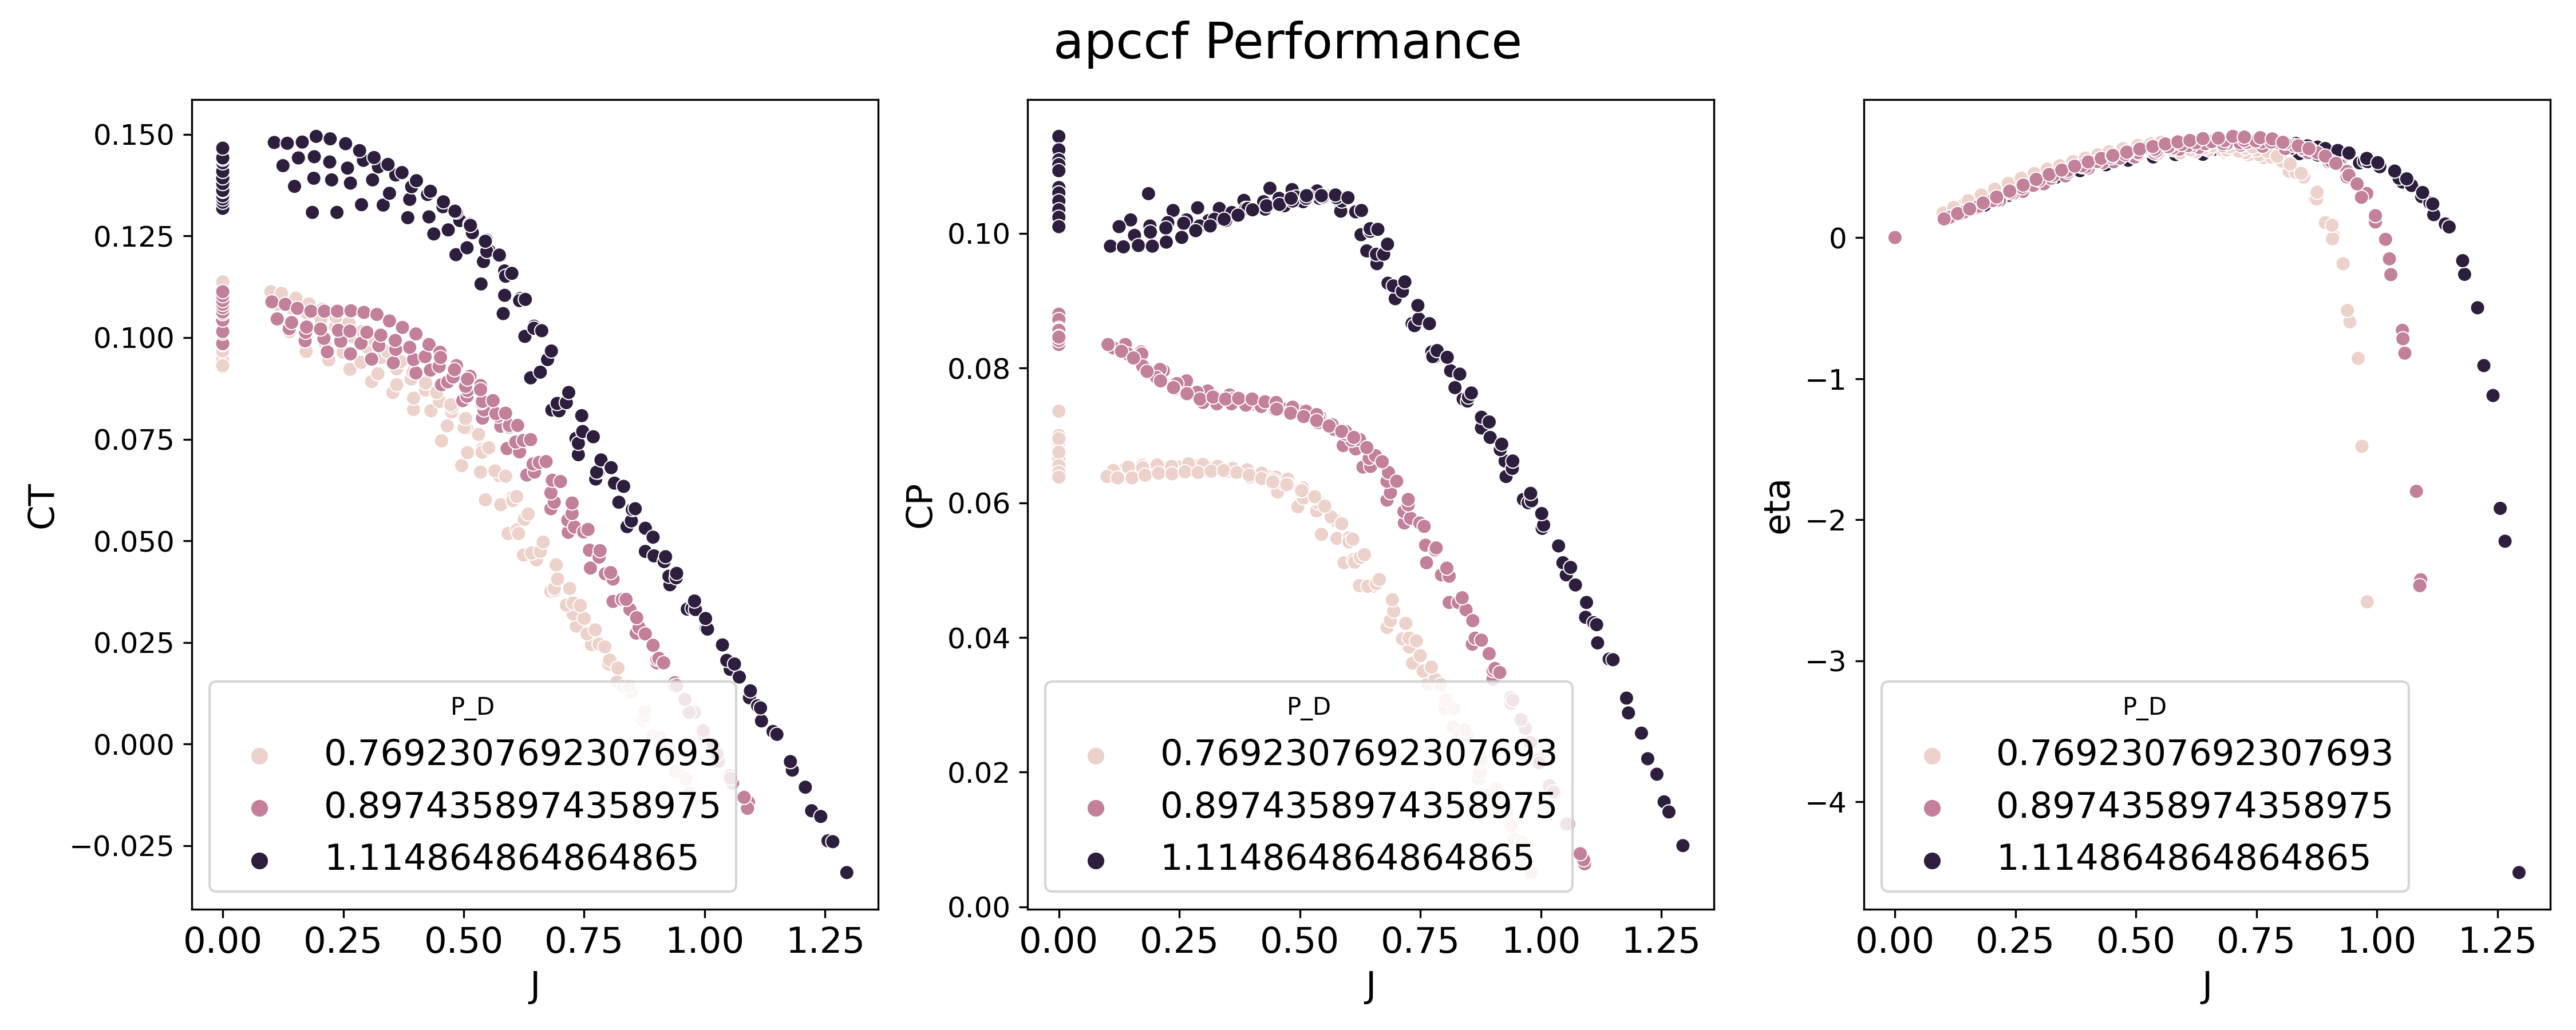 apccf Performance
0.150
0.125
0.100
0.075
0.050
0.025
0.000
−0.025
CT
P_D
0.7692307692307693
0.8974358974358975
1.114864864864865
0.00 0.25 0.50 0.75 1.00 1.25
J
0.10
0.08
0.06
0.04
0.02
0.00
CP
P_D
0.7692307692307693
0.8974358974358975
1.114864864864865
0.00 0.25 0.50 0.75 1.00 1.25
J
0
−1
−2
−3
−4
eta
P_D
0.7692307692307693
0.8974358974358975
1.114864864864865
0.00 0.25 0.50 0.75 1.00 1.25
J